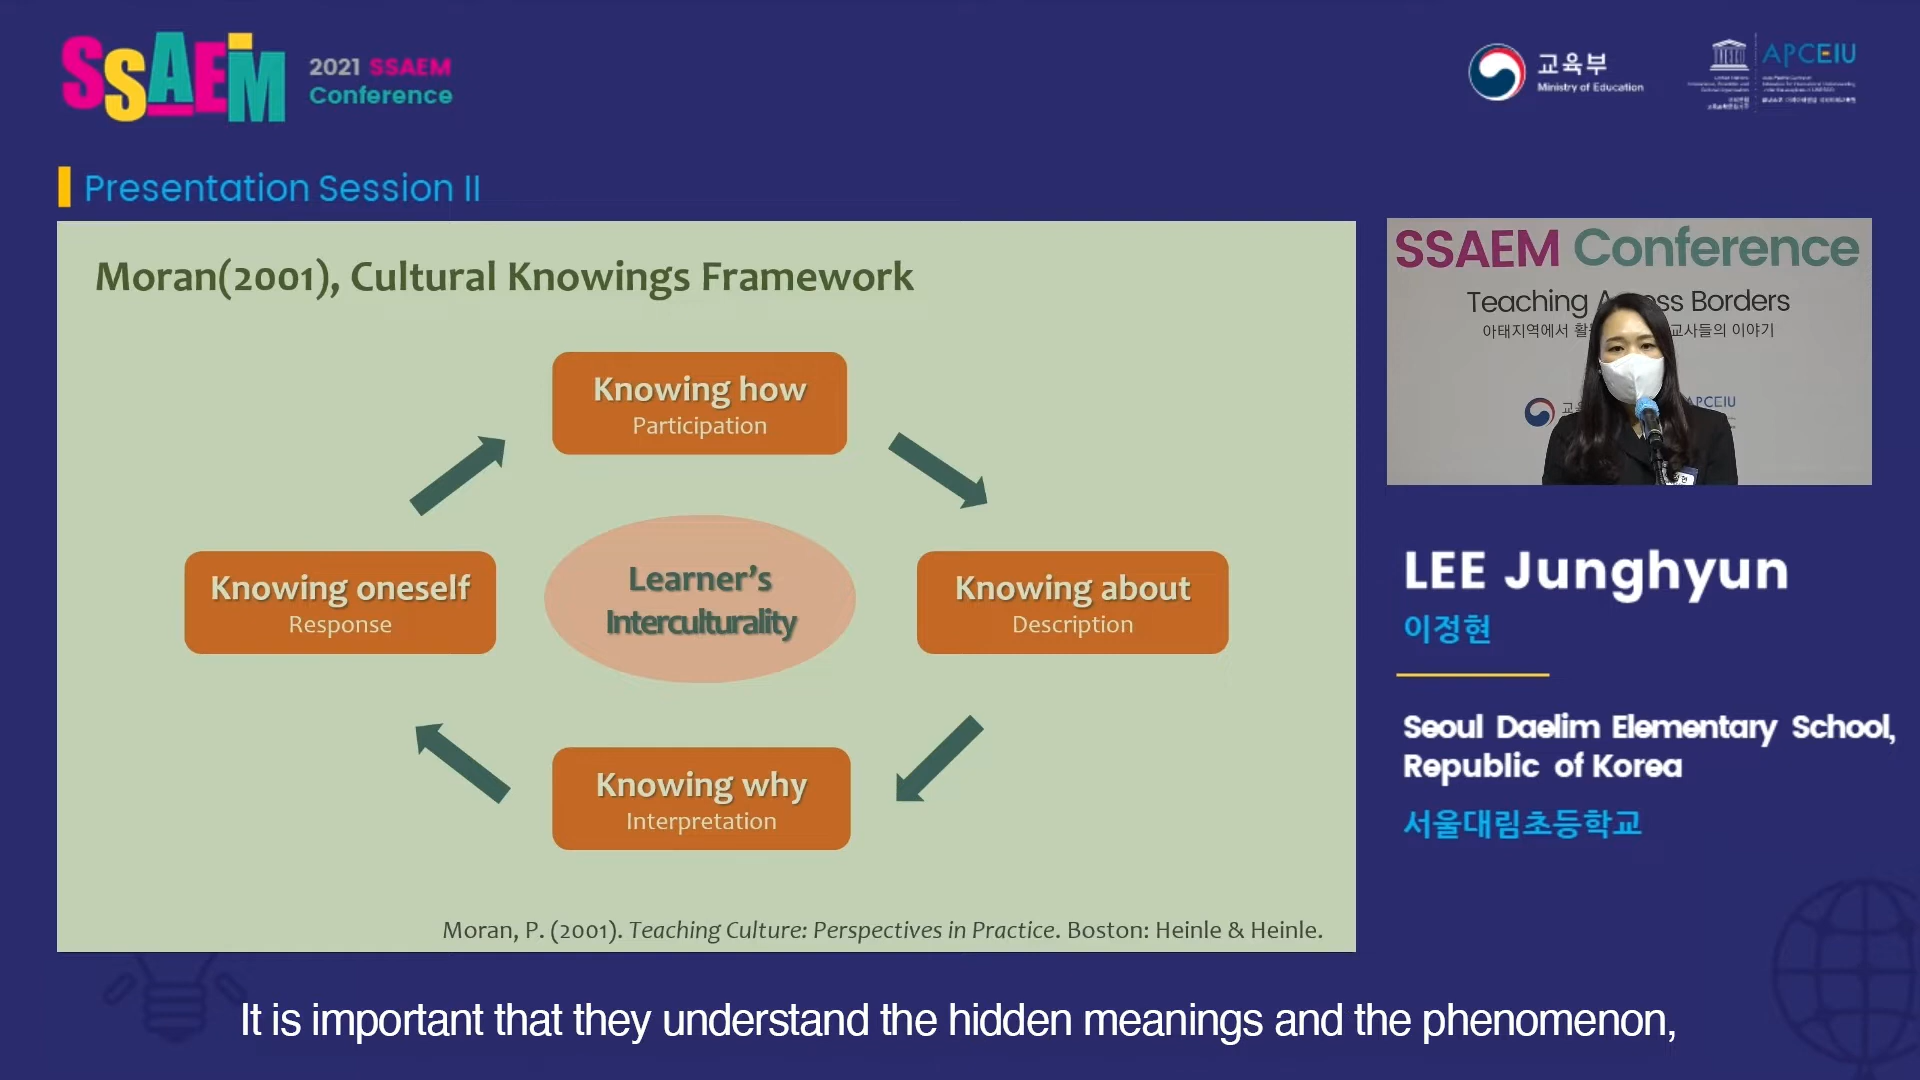 SSAEM
2021 SSAEM
Conference
교육부
Ministry of Education
APCEIU
Presentation Session II
Moran(2001), Cultural Knowings Framework
Knowing how
Participation
Knowing oneself
Response
Learner's
Interculturality
Knowing about
Description
Knowing why
Interpretation
Moran, P. (2001). Teaching Culture: Perspectives in Practice. Boston: Heinle & Heinle.
SSAEM Conference
Teaching Borders
아태지역에서 교사들의 이야기
APCEIU
LEE Junghyun
이정현
Seoul Daelim Elementary School,
Republic of Korea
서울대림초등학교
It is important that they understand the hidden meanings and the phenomenon,